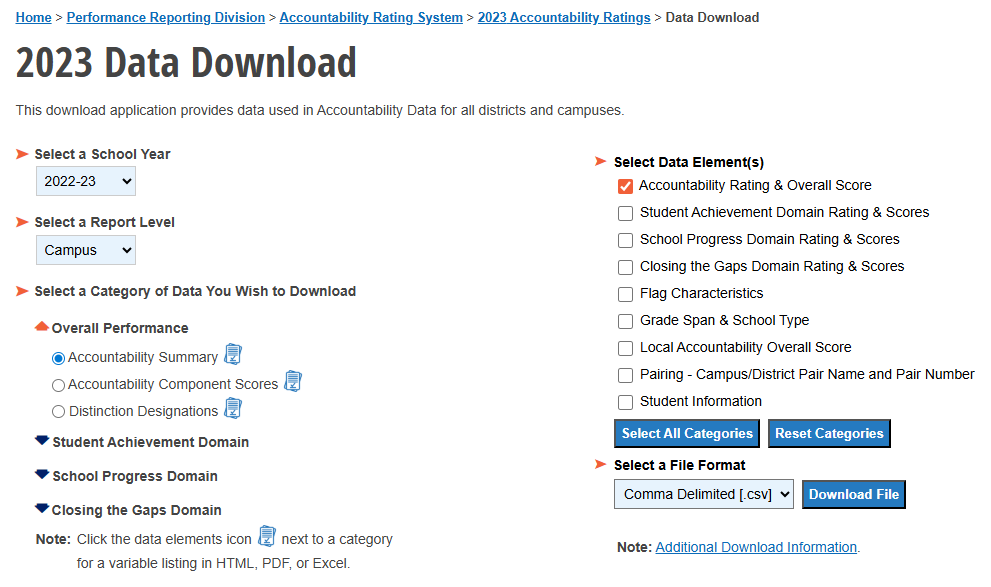 Home > Performance Reporting Division > Accountability Rating System > 2023 Accountability Ratings > Data Download
2023 Data Download
This download application provides data used in Accountability Data for all districts and campuses.
Select a School Year
2022-23
Select a Report Level
Campus
Select a Category of Data You Wish to Download
Overall Performance
Accountability Summary
Accountability Component Scores
Distinction Designations
Student Achievement Domain
School Progress Domain
Closing the Gaps Domain
Note: Click the data elements icon next to a category
for a variable listing in HTML, PDF, or Excel.
Select Data Element(s)
Accountability Rating & Overall Score
Student Achievement Domain Rating & Scores
School Progress Domain Rating & Scores
Closing the Gaps Domain Rating & Scores
Flag Characteristics
Grade Span & School Type
Local Accountability Overall Score
Pairing - Campus/District Pair Name and Pair Number
Student Information
Select All Categories Reset Categories
Select a File Format
Comma Delimited [.csv] Download File
Note: Additional Download Information.